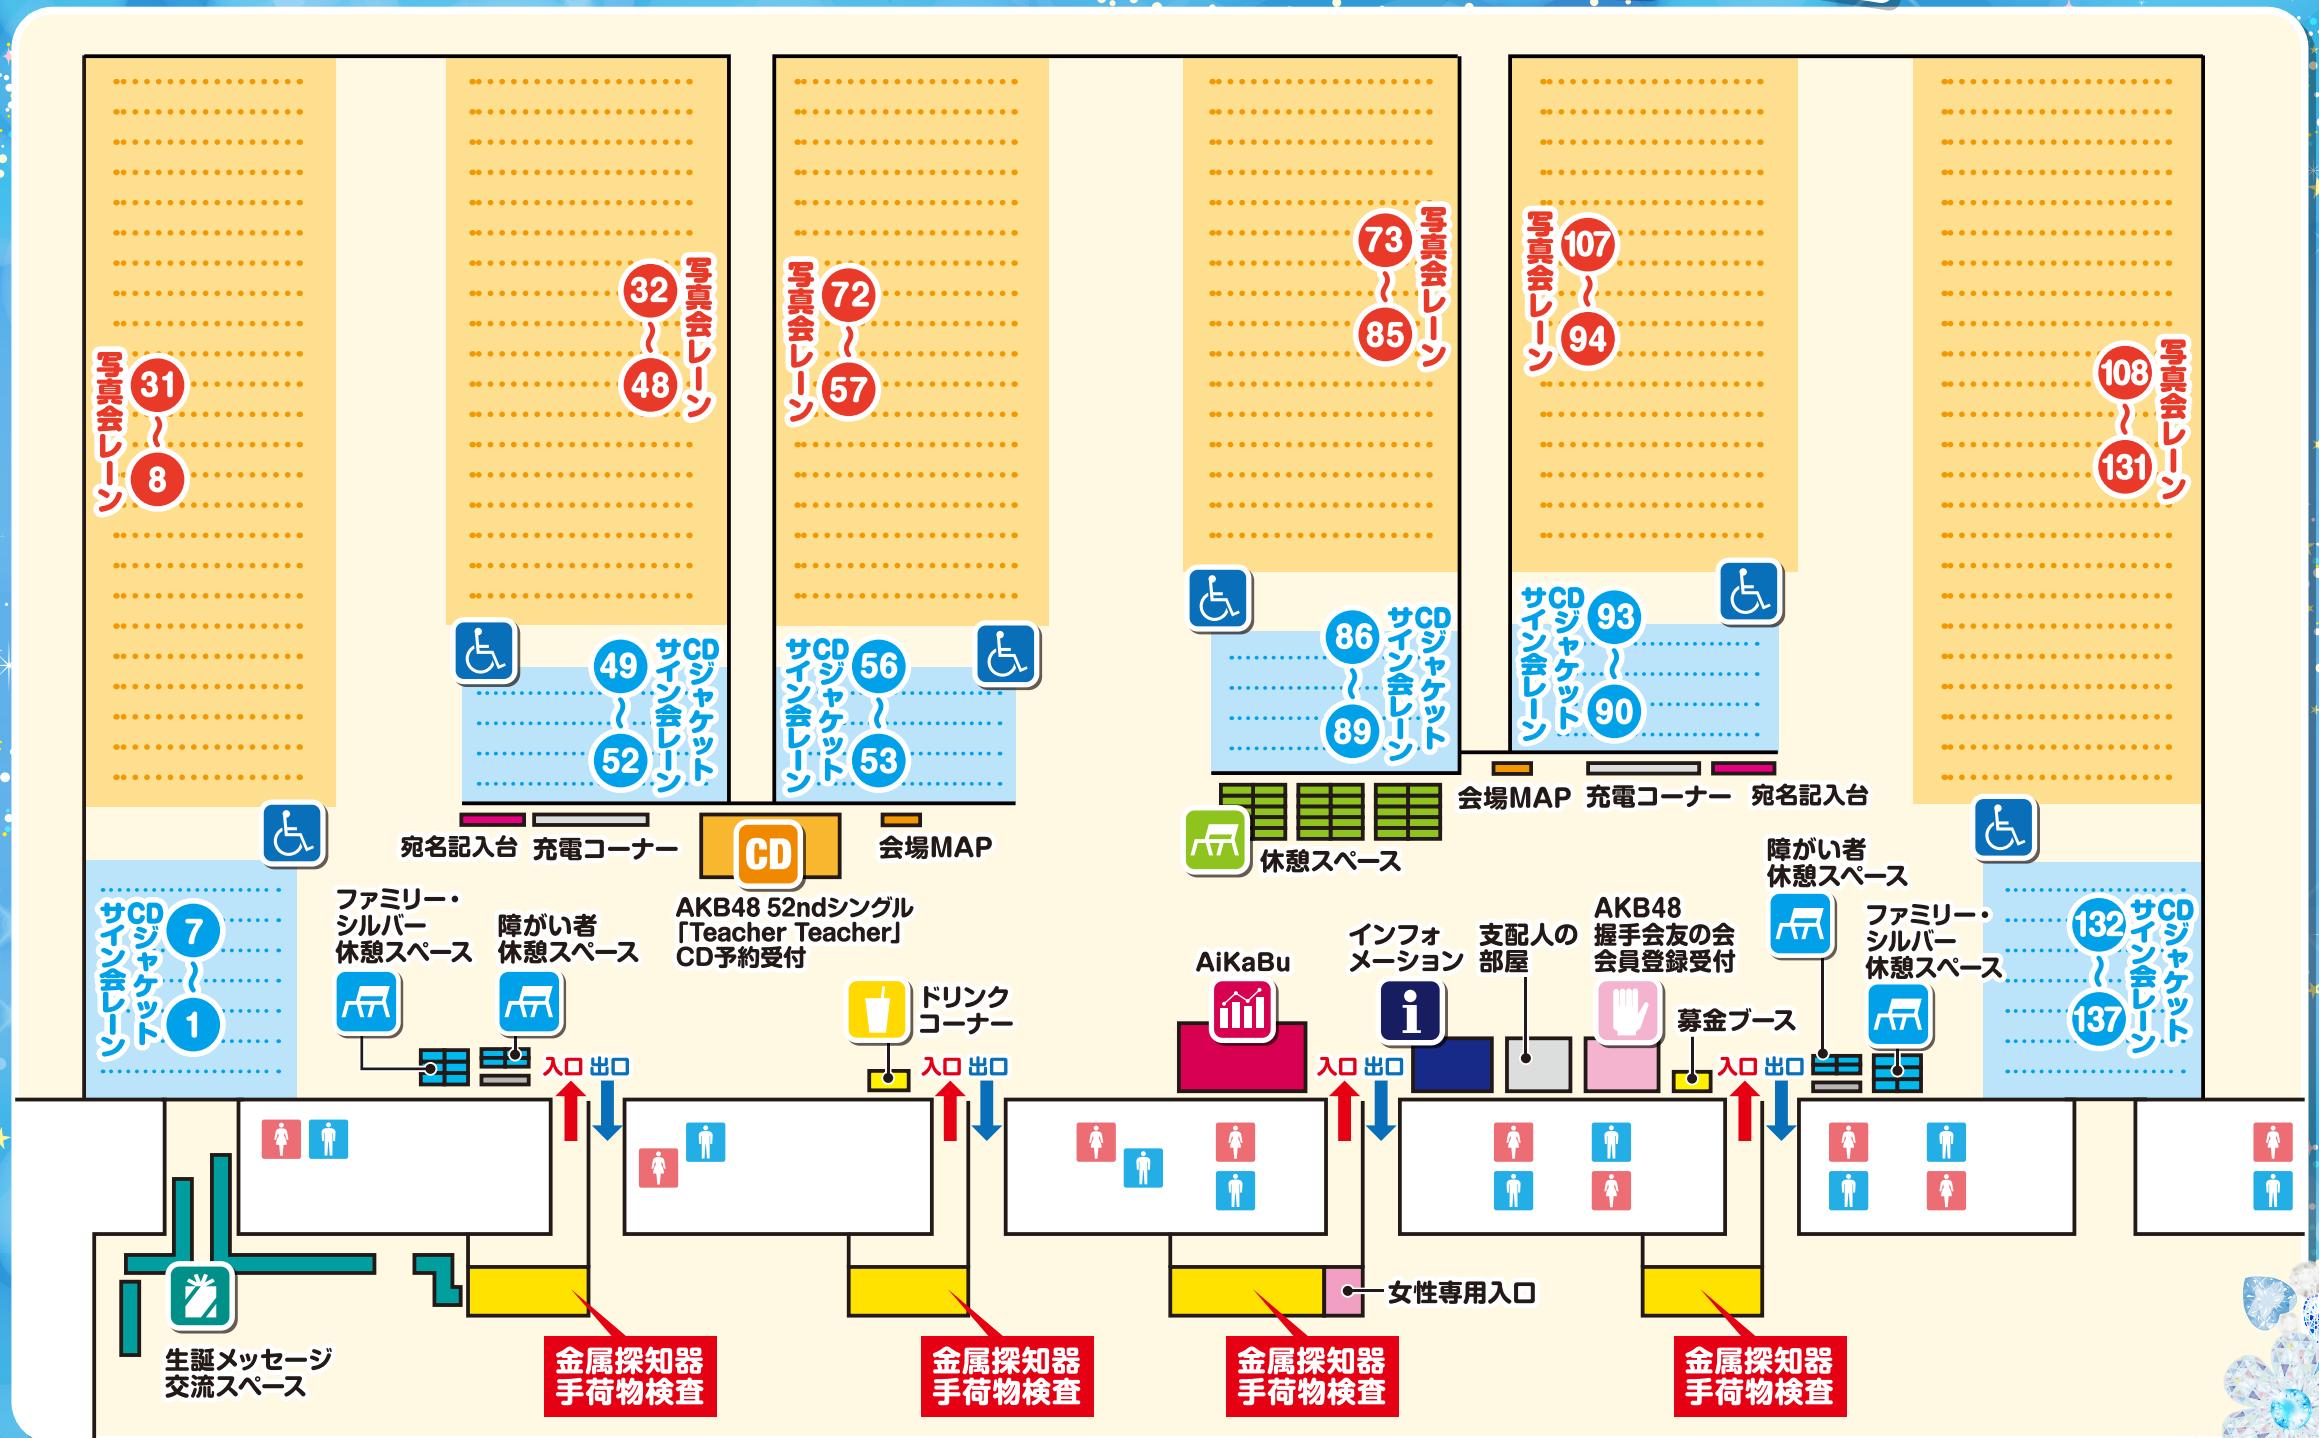 写真会レーン
31
〜
8
32
〜
48
写真会レーン
写真会レーン
72
〜
57
73
〜
85
写真会レーン
写真会レーン
107
〜
94
108
〜
131
写真会レーン
CDジャケット
サイン会レーン
7
〜
1
49
〜
52
CDジャケット
サイン会レーン
CDジャケット
サイン会レーン
56
〜
53
86
〜
89
CDジャケット
サイン会レーン
CDジャケット
サイン会レーン
93
〜
90
132
〜
137
CDジャケット
サイン会レーン
宛名記入台
充電コーナー
CD
会場MAP
AKB48 52ndシングル
「Teacher Teacher」
CD予約受付
休憩スペース
会場MAP
充電コーナー
宛名記入台
ファミリー・
シルバー
休憩スペース
障がい者
休憩スペース
ドリンク
コーナー
AiKaBu
インフォ
メーション
i
支配人の
部屋
AKB48
握手会友の会
会員登録受付
募金ブース
障がい者
休憩スペース
ファミリー・
シルバー
休憩スペース
入口
出口
入口
出口
入口
出口
入口
出口
女性専用入口
生誕メッセージ
交流スペース
金属探知器
手荷物検査
金属探知器
手荷物検査
金属探知器
手荷物検査
金属探知器
手荷物検査